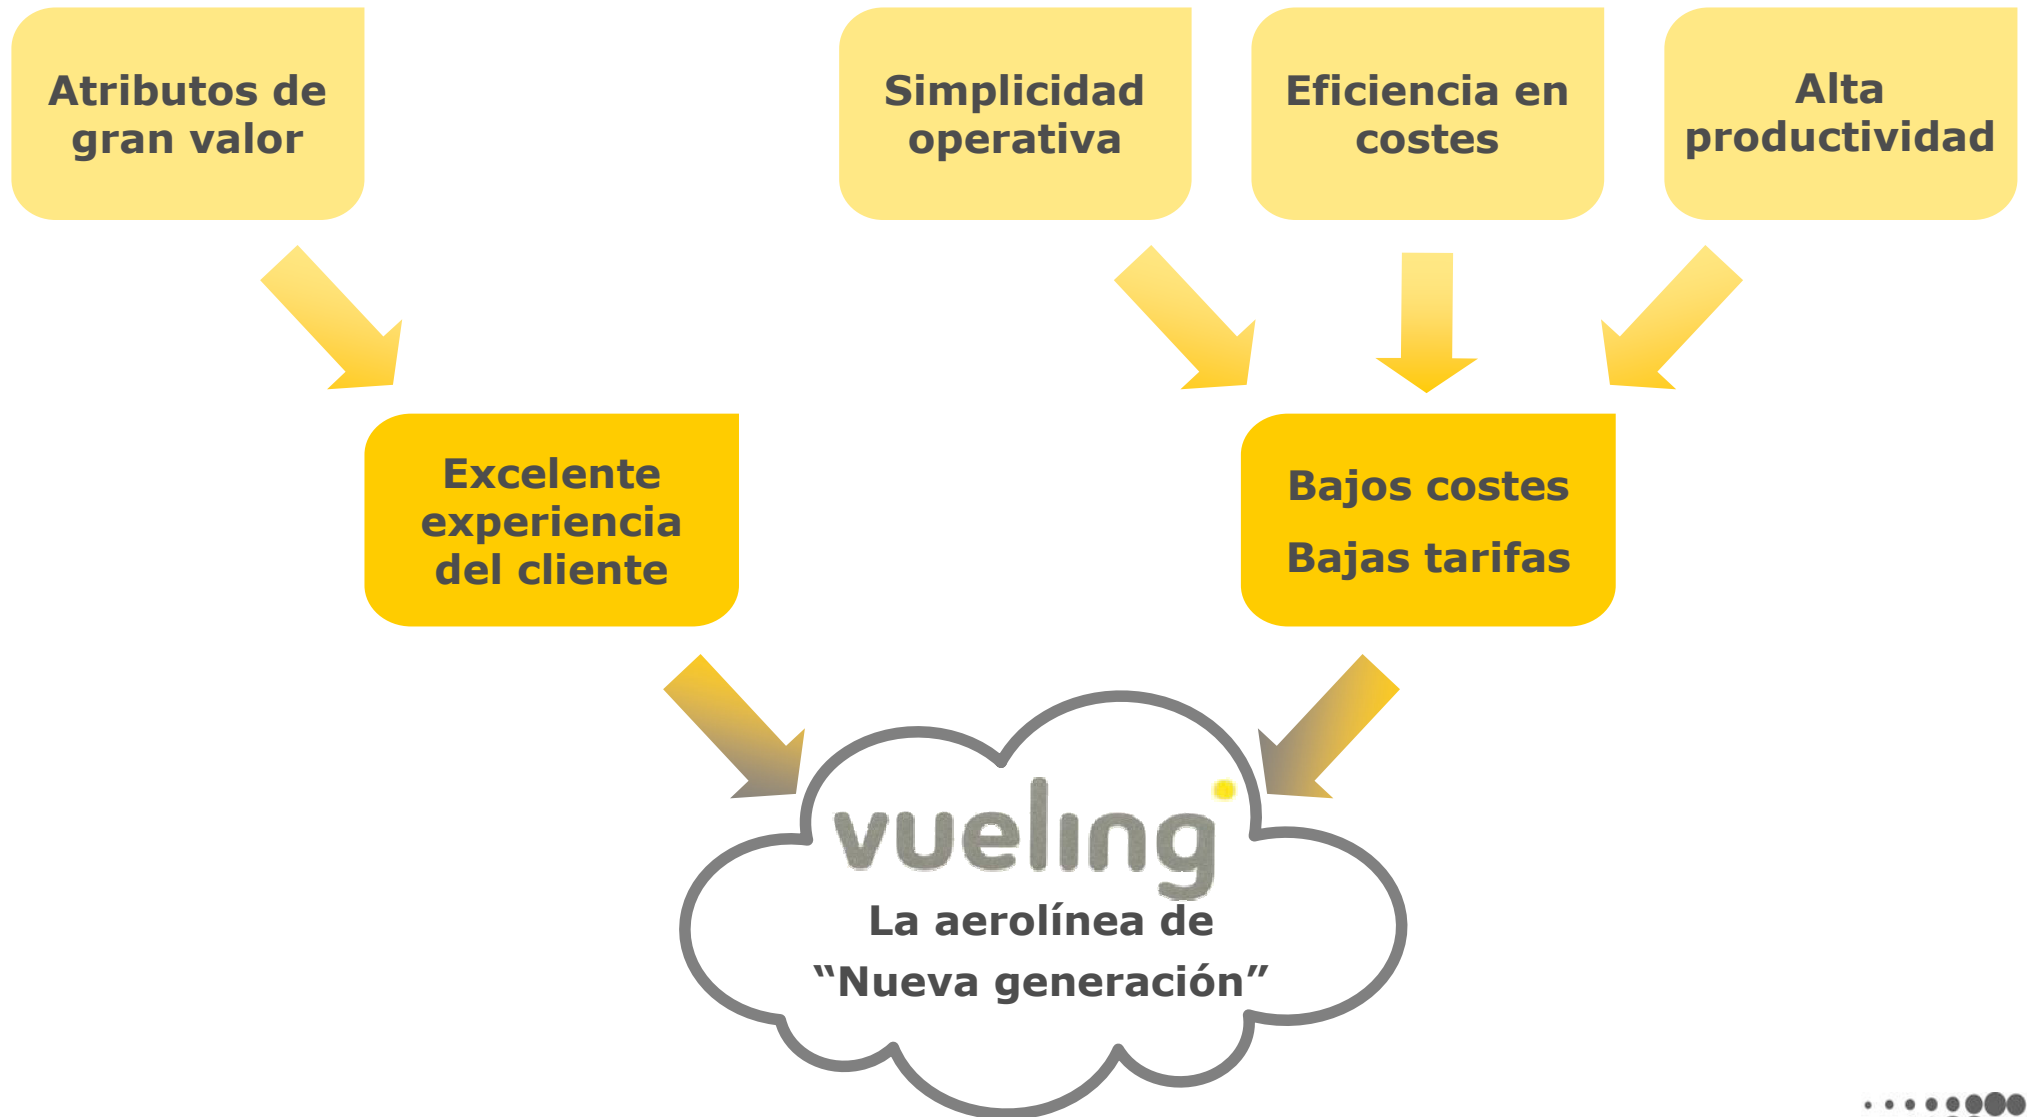 Atributos de
gran valor
Simplicidad
operativa
Eficiencia en
costes
Alta
productividad
Excelente
experiencia
del cliente
Bajos costes
Bajas tarifas
vueling
La aerolínea de
“Nueva generación”